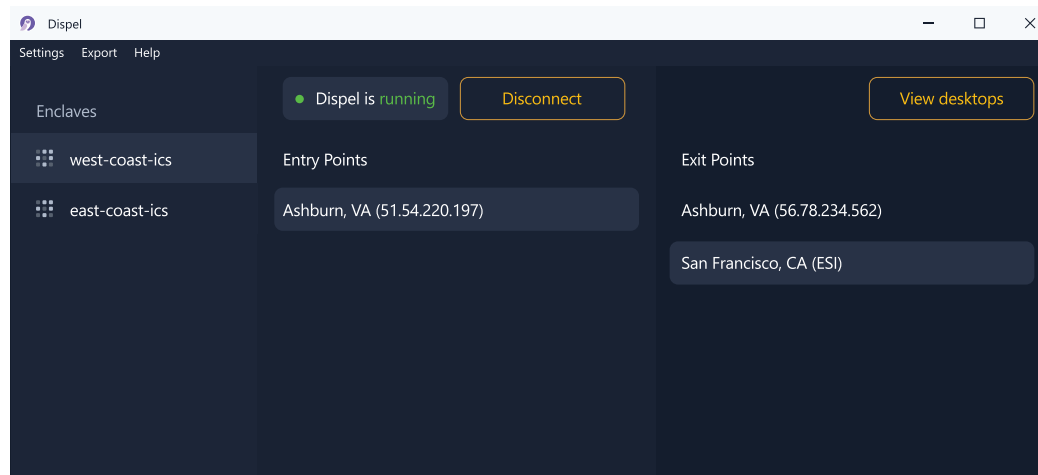 Dispel
Settings Export Help
Enclaves
west-coast-ics
east-coast-ics
Dispel is running
Disconnect
Entry Points
Ashburn, VA (51.54.220.197)
View desktops
Exit Points
Ashburn, VA (56.78.234.562)
San Francisco, CA (ESI)